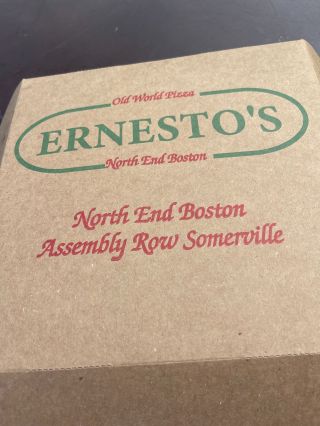 Old World Pizza
ERNESTO'S
North End Boston
North End Boston
Assembly Row Somerville